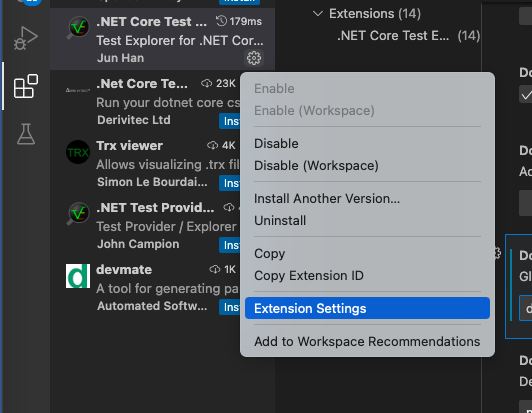 .NET Core Test ... 179ms
Test Explorer for .NET Cor...
Jun Han
.Net Core Te... 23K
Run your dotnet core cs
Derivitec Ltd Inst
Trx viewer 4K
Allows visualizing .trx fil
Simon Le Bourdai... Inst
.NET Test Provid... 4
Test Provider / Explorer
John Campion Inst
devmate 1K
A tool for generating pa
Automated Softw... Inst
Enable
Enable (Workspace)
Disable
Disable (Workspace)
Install Another Version...
Uninstall
Copy
Copy Extension ID
Extension Settings
Add to Workspace Recommendations
Extensions (14)
.NET Core Test E... (14)
Do
Do
Ad
Do
Gl
d
Do
De